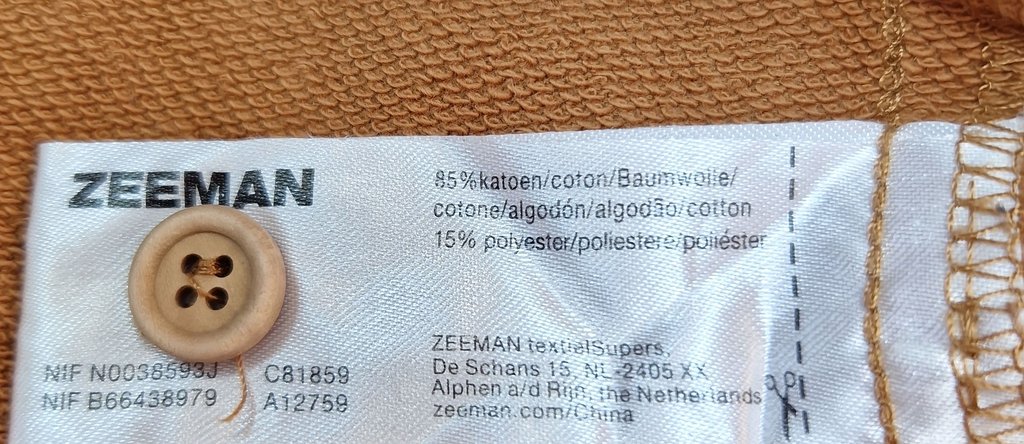 ZEEMAN
85%katoen/coton/Baumwolle/
cotone/algodón/algodão/cotton
15% polyester/poliestere/poliéster
NIF N0038593J
NIF B66438979
C81859
A12759
ZEEMAN textielSupers,
De Schans 15, NL-2405 XX
Alphen a/d Rijn, the Netherlands
zeeman.com/China